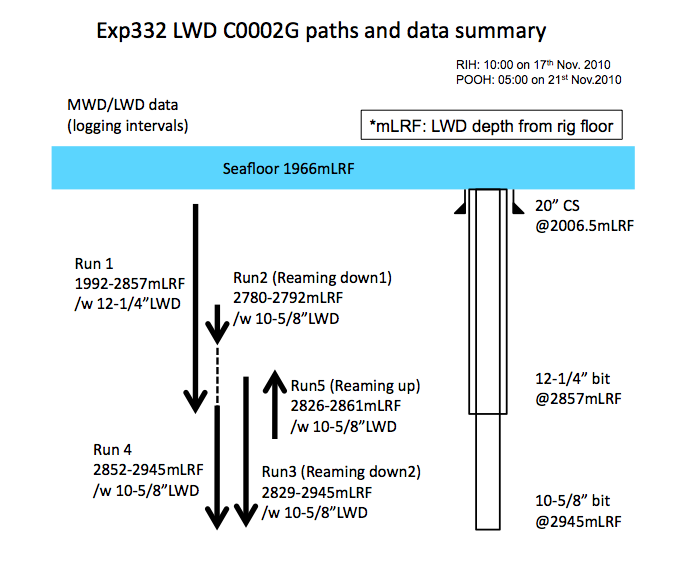 Exp332 LWD C0002G paths and data summary
RIH: 10:00 on 17th Nov. 2010
POOH: 05:00 on 21st Nov.2010
MWD/LWD data
(logging intervals)
*mLRF: LWD depth from rig floor
Seafloor 1966mLRF
20” CS
@2006.5mLRF
Run 1
1992-2857mLRF
/w 12-1/4”LWD
Run2 (Reaming down1)
2780-2792mLRF
/w 10-5/8”LWD
Run5 (Reaming up)
2826-2861mLRF
/w 10-5/8”LWD
12-1/4” bit
@2857mLRF
Run 4
2852-2945mLRF
/w 10-5/8”LWD
Run3 (Reaming down2)
2829-2945mLRF
/w 10-5/8”LWD
10-5/8” bit
@2945mLRF